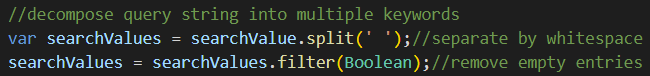 //decompose query string into multiple keywords
var searchValues = searchValue.split(' ');//separate by whitespace
searchValues = searchValues.filter(Boolean);//remove empty entries